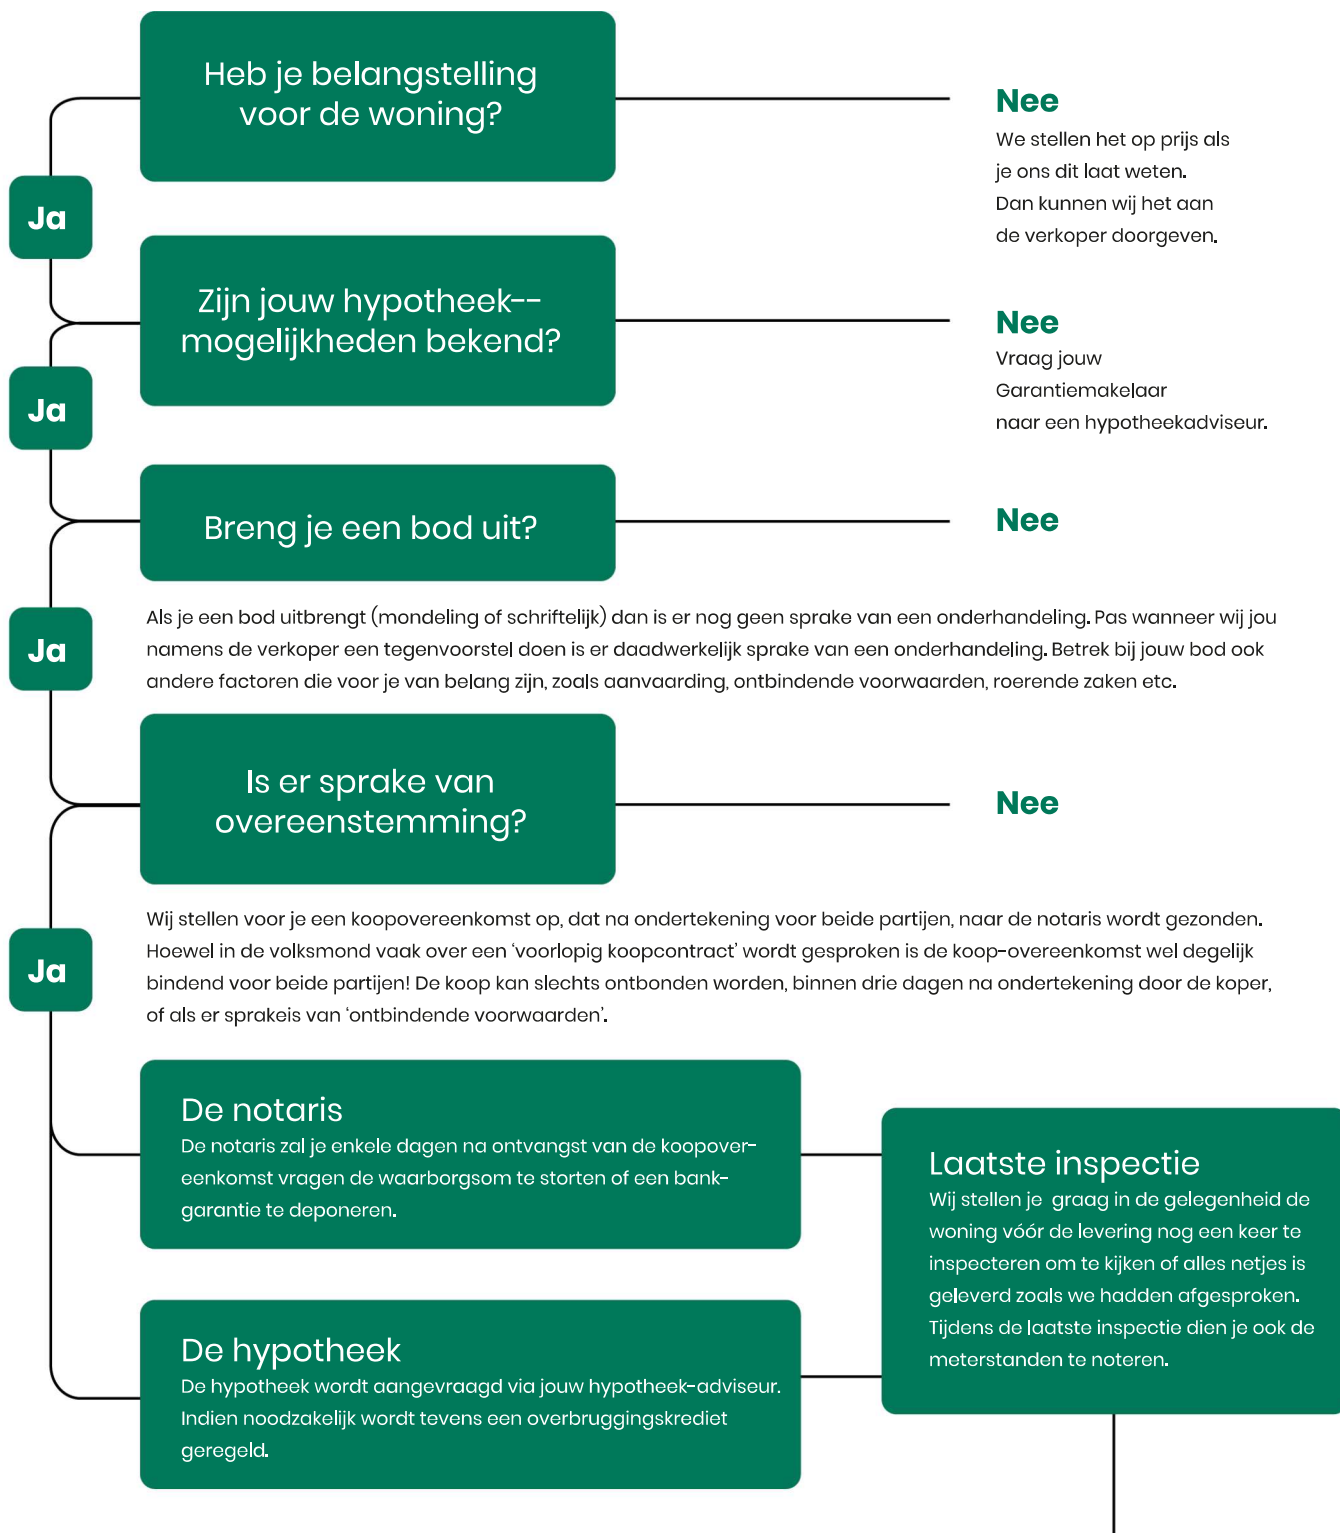 Heb je belangstelling
voor de woning?
Nee
We stellen het op prijs als
je ons dit laat weten.
Dan kunnen wij het aan
de verkoper doorgeven.
Ja
Zijn jouw hypotheek--
mogelijkheden bekend?
Nee
Vraag jouw
Garantiemakelaar
naar een hypotheekadviseur.
Ja
Breng je een bod uit?
Nee
Als je een bod uitbrengt (mondeling of schriftelijk) dan is er nog geen sprake van een onderhandeling. Pas wanneer wij jou
namens de verkoper een tegenvoorstel doen is er daadwerkelijk sprake van een onderhandeling. Betrek bij jouw bod ook
andere factoren die voor je van belang zijn, zoals aanvaarding, ontbindende voorwaarden, roerende zaken etc.
Ja
Is er sprake van
overeenstemming?
Nee
Wij stellen voor je een koopovereenkomst op, dat na ondertekening voor beide partijen, naar de notaris wordt gezonden.
Hoewel in de volksmond vaak over een ‘voorlopig koopcontract’ wordt gesproken is de koop-overeenkomst wel degelijk
bindend voor beide partijen! De koop kan slechts ontbonden worden, binnen drie dagen na ondertekening door de koper,
of als er sprakeis van ‘ontbindende voorwaarden’.
Ja
De notaris
De notaris zal je enkele dagen na ontvangst van de koopover-
eenkomst vragen de waarborgsom te storten of een bank-
garantie te deponeren.
De hypotheek
De hypotheek wordt aangevraagd via jouw hypotheek-adviseur.
Indien noodzakelijk wordt tevens een overbruggingskrediet
geregeld.
Laatste inspectie
Wij stellen je graag in de gelegenheid de
woning vóór de levering nog een keer te
inspecteren om te kijken of alles netjes is
geleverd zoals we hadden afgesproken.
Tijdens de laatste inspectie dien je ook de
meterstanden te noteren.